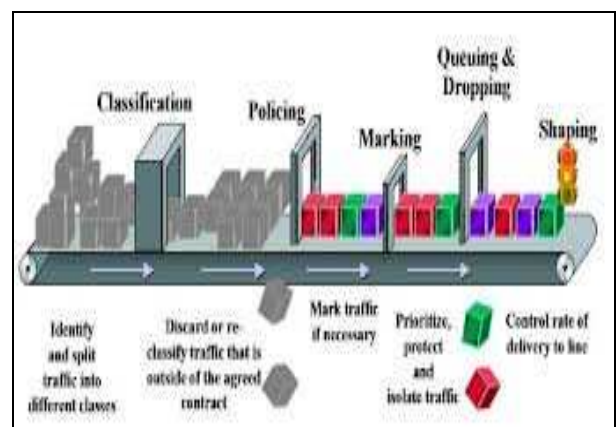 Classification
Policing
Marking
Queuing &
Dropping
Shaping
Identify
and split
traffic into
different classes
Discard or re-
classify traffic that is
outside of the agreed
contract
Mark traffic
if necessary
Prioritize,
protect
and
isolate traffic
Control rate of
delivery to line